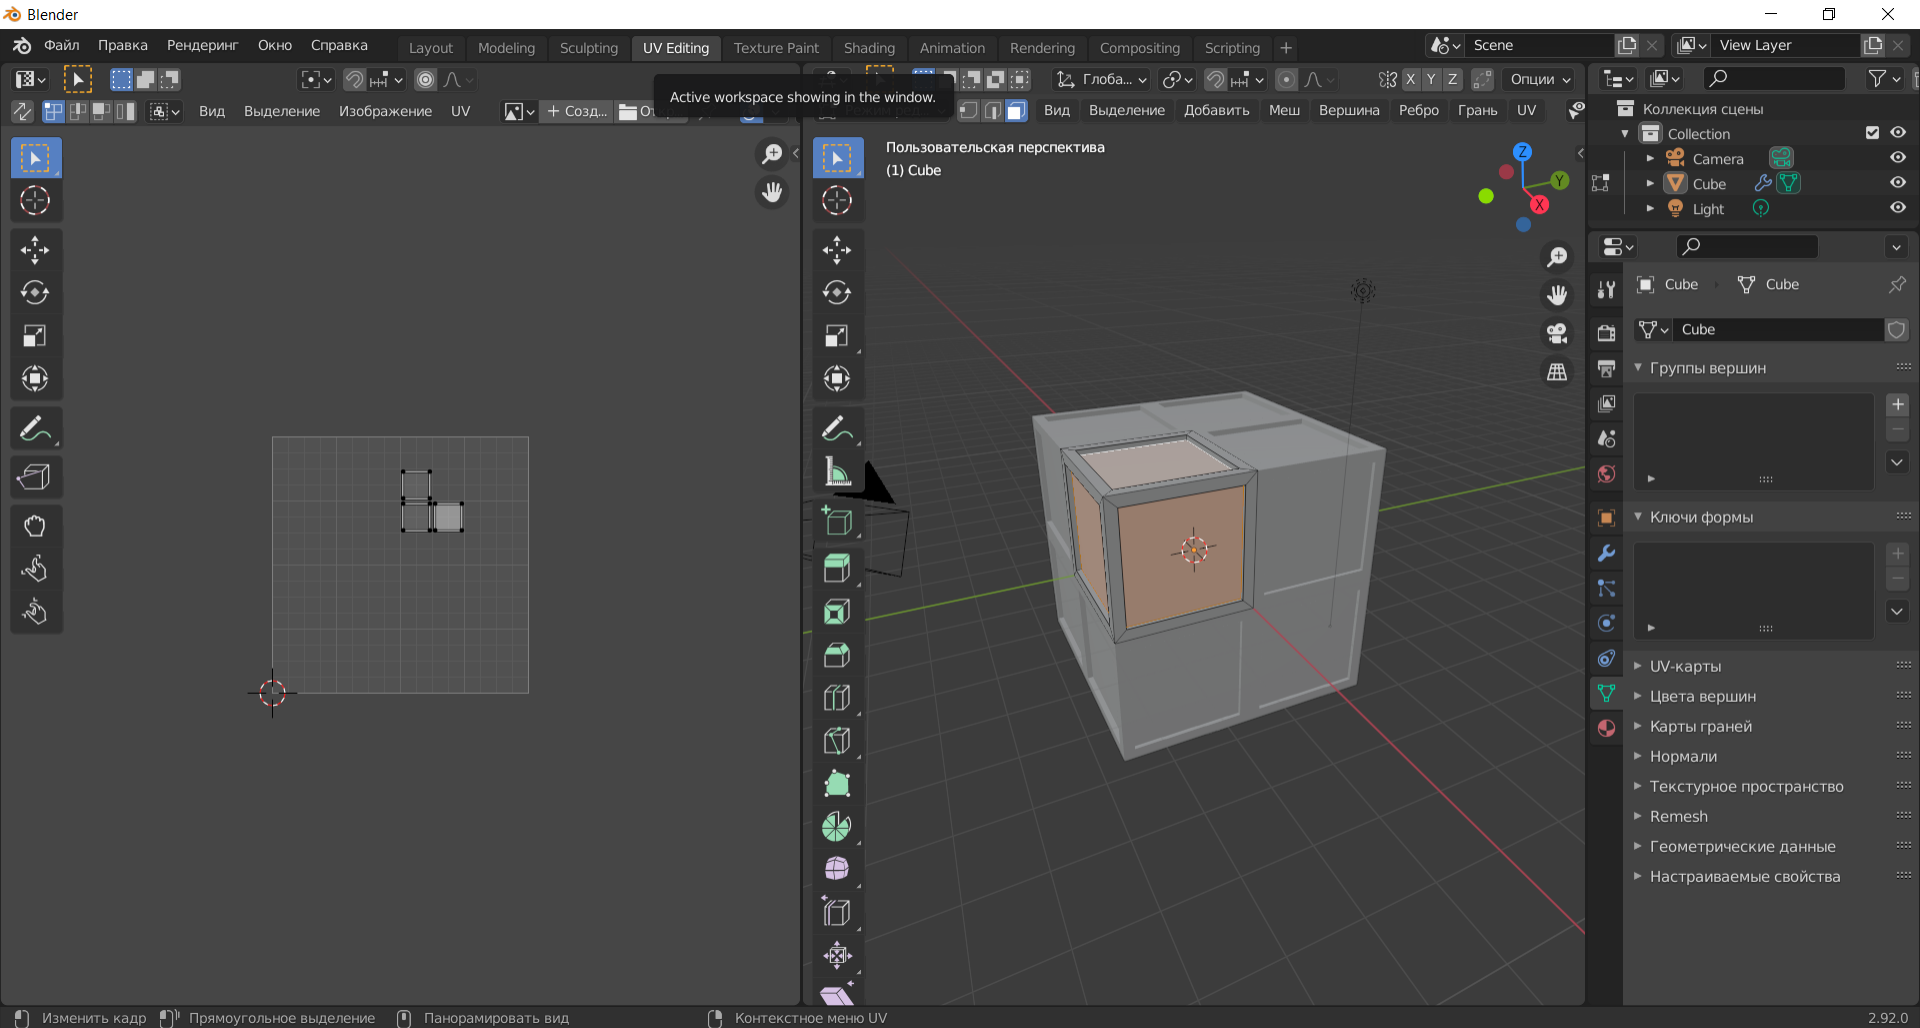 Blender
Файл Правка Рендеринг Окно Справка Layout Modeling Sculpting UV Editing Texture Paint Shading Animation Rendering Compositing Scripting + Scene View Layer
Глоба... X Y Z Опции
Active workspace showing in the window.
Вид Выделение Изображение UV + Созд... Вид Выделение Добавить Меш Вершина Ребро Грань UV
Пользовательская перспектива
(1) Cube
Z
Y
X
Коллекция сцены
Collection
Camera
Cube
Light
Cube Cube
Cube
Группы вершин
Ключи формы
UV-карты
Цвета вершин
Карты граней
Нормали
Текстурное пространство
Remesh
Геометрические данные
Настраиваемые свойства
Изменить кадр Прямоугольное выделение Панорамировать вид Контекстное меню UV 2.92.0